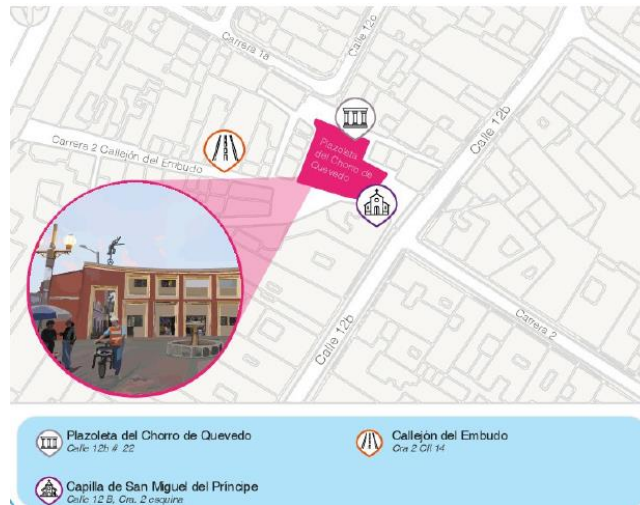 Carrera 1a
Carrera 2 Callejón del Embudo
Plazoleta
del Chorro de
Quevedo
Calle 12b
Calle 12b
Carrera 2
Plazoleta del Chorro de Quevedo
Calle 12b # 22
Callejón del Embudo
Cra 2 Cll 14
Capilla de San Miguel del Príncipe
Calle 12 B, Cra. 2 esquina